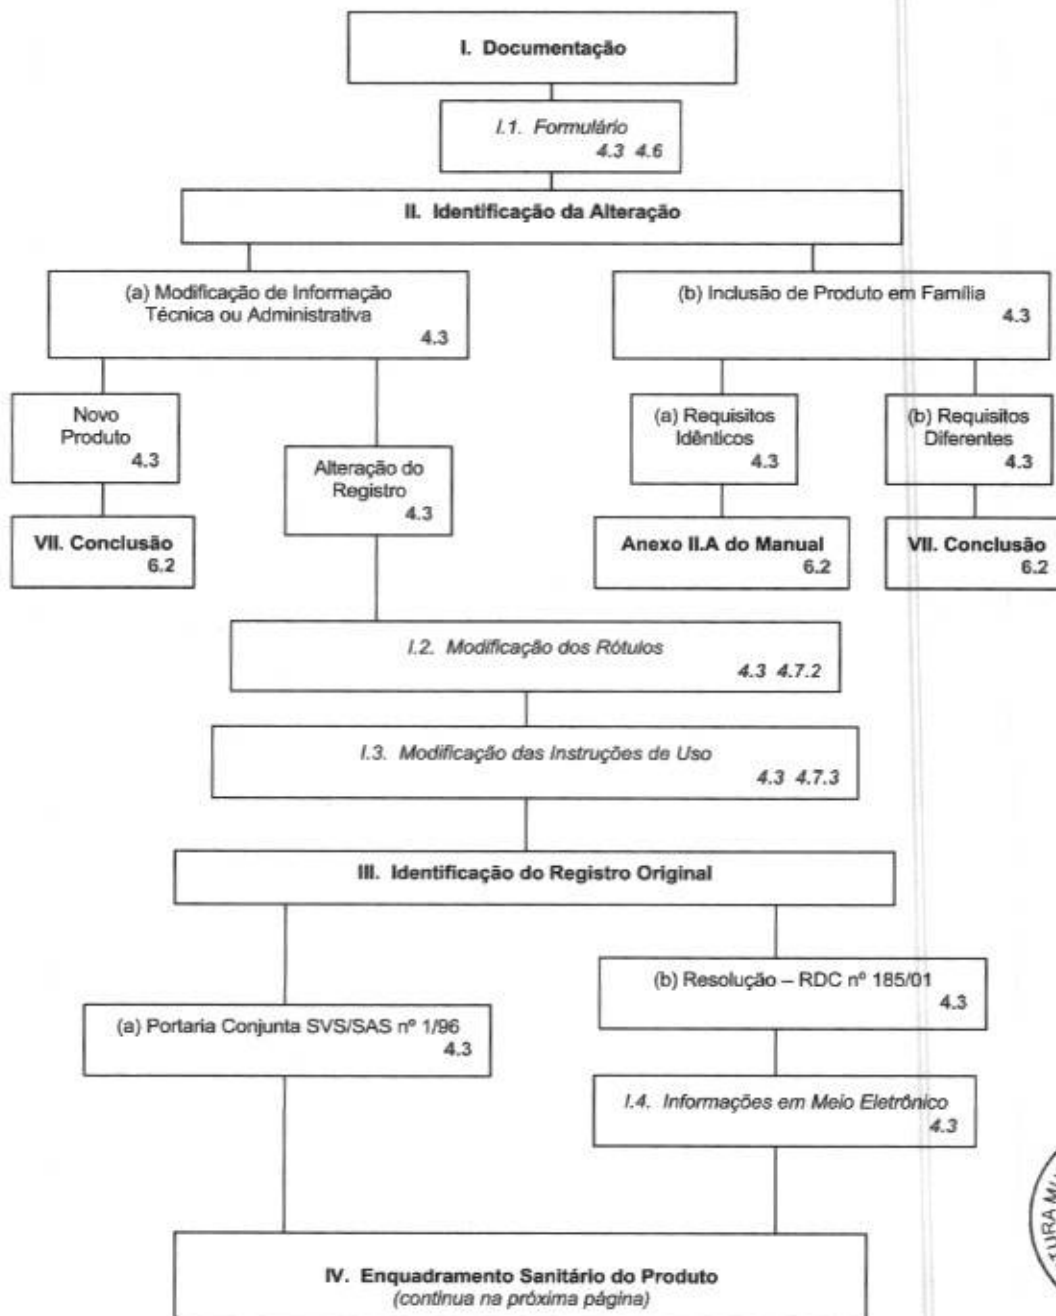 I. Documentação
I.1. Formulário
4.3 4.6
II. Identificação da Alteração
(a) Modificação de Informação
Técnica ou Administrativa
4.3
(b) Inclusão de Produto em Família
4.3
Novo
Produto
4.3
Alteração do
Registro
4.3
(a) Requisitos
Idênticos
4.3
(b) Requisitos
Diferentes
4.3
VII. Conclusão
6.2
Anexo II.A do Manual
6.2
VII. Conclusão
6.2
I.2. Modificação dos Rótulos
4.3 4.7.2
I.3. Modificação das Instruções de Uso
4.3 4.7.3
III. Identificação do Registro Original
(a) Portaria Conjunta SVS/SAS nº 1/96
4.3
(b) Resolução – RDC nº 185/01
4.3
I.4. Informações em Meio Eletrônico
4.3
IV. Enquadramento Sanitário do Produto
(continua na próxima página)